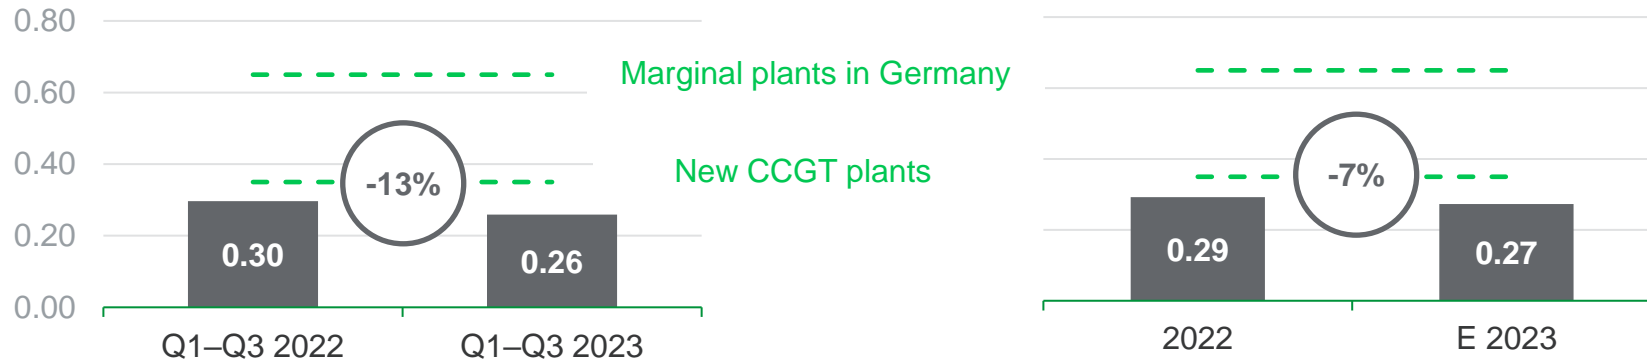 0.80
0.60
0.40
0.20
0.00
Marginal plants in Germany
New CCGT plants
-13%
0.30
0.26
Q1–Q3 2022
Q1–Q3 2023
-7%
0.29
0.27
2022
E 2023